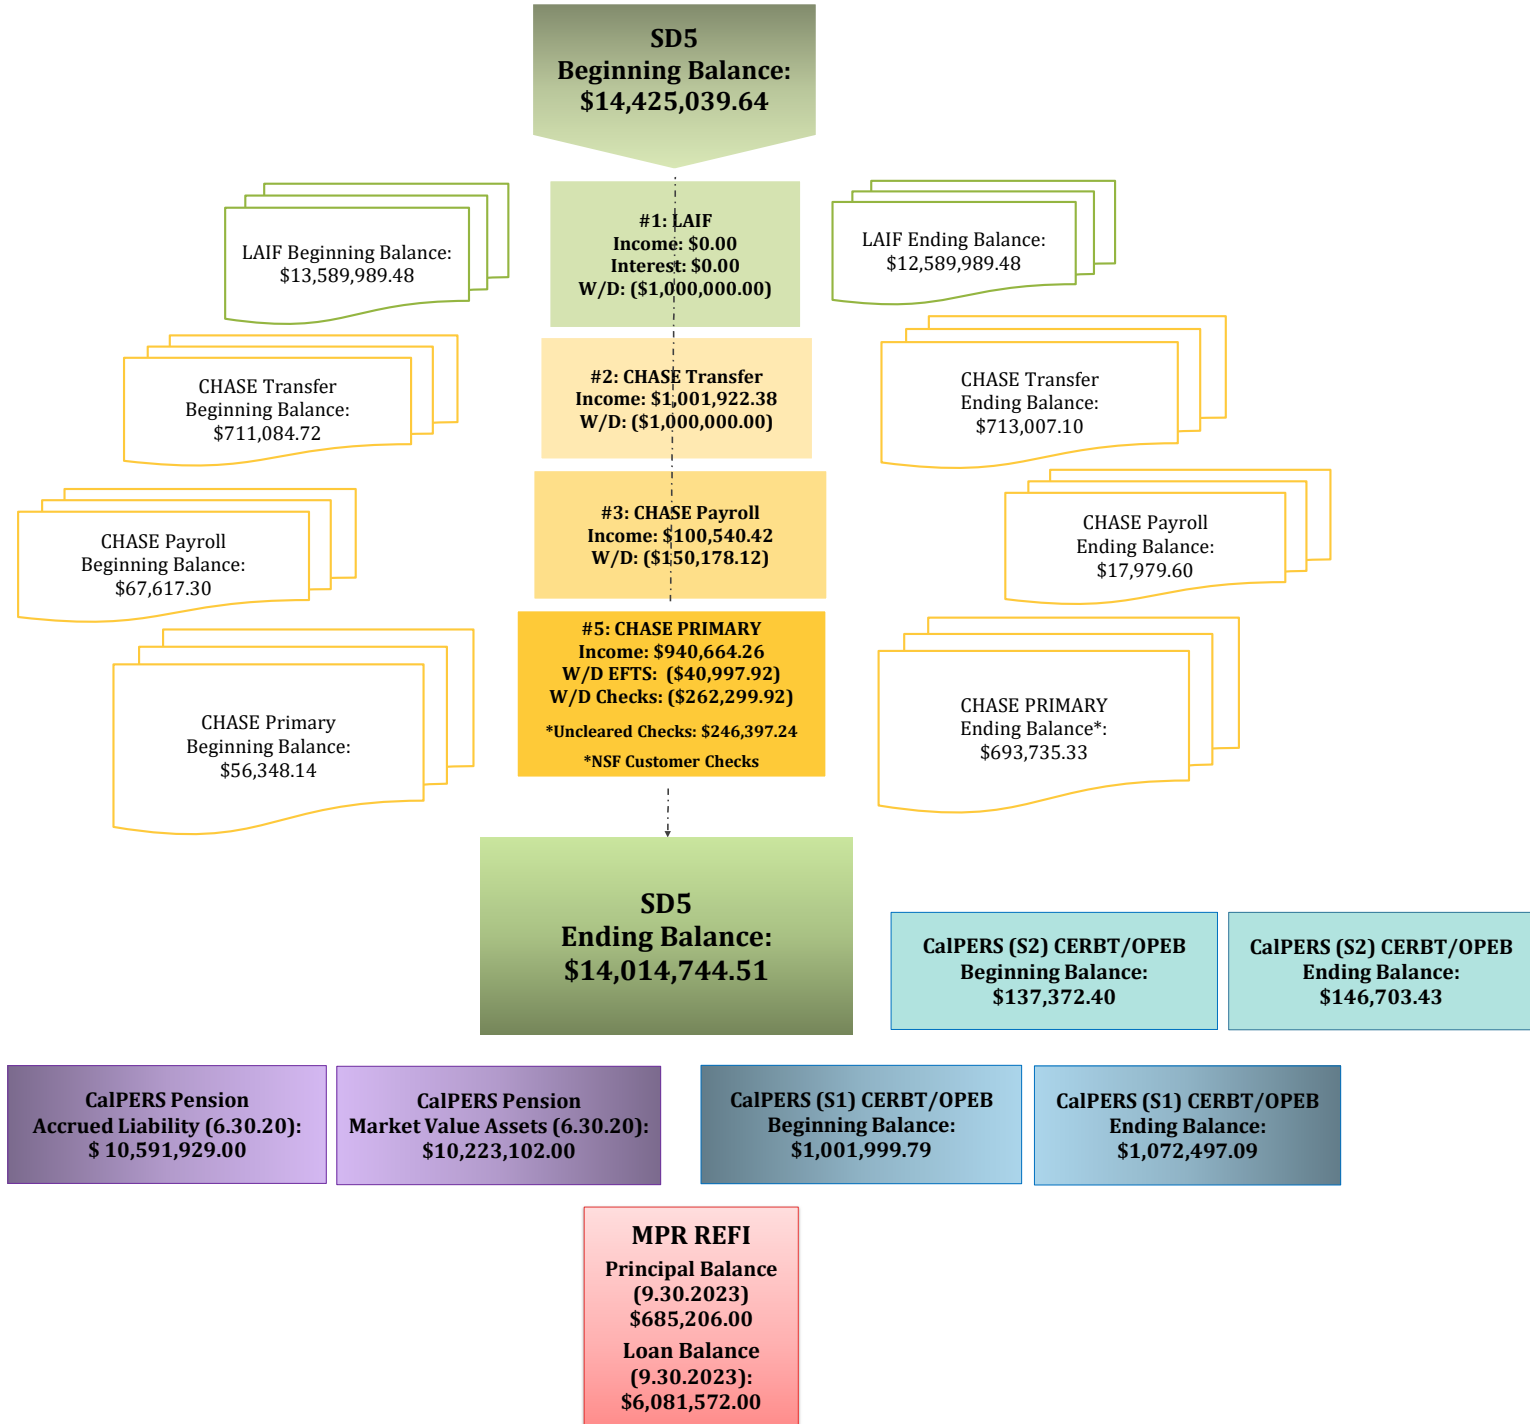 SD5
Beginning Balance:
$14,425,039.64
LAIF Beginning Balance:
$13,589,989.48
#1: LAIF
Income: $0.00
Interest: $0.00
W/D: ($1,000,000.00)
LAIF Ending Balance:
$12,589,989.48
CHASE Transfer
Beginning Balance:
$711,084.72
#2: CHASE Transfer
Income: $1,001,922.38
W/D: ($1,000,000.00)
CHASE Transfer
Ending Balance:
$713,007.10
CHASE Payroll
Beginning Balance:
$67,617.30
#3: CHASE Payroll
Income: $100,540.42
W/D: ($150,178.12)
CHASE Payroll
Ending Balance:
$17,979.60
CHASE Primary
Beginning Balance:
$56,348.14
#5: CHASE PRIMARY
Income: $940,664.26
W/D EFTS: ($40,997.92)
W/D Checks: ($262,299.92)
*Uncleared Checks: $246,397.24
*NSF Customer Checks
CHASE PRIMARY
Ending Balance*:
$693,735.33
SD5
Ending Balance:
$14,014,744.51
CalPERS (S2) CERBT/OPEB
Beginning Balance:
$137,372.40
CalPERS (S2) CERBT/OPEB
Ending Balance:
$146,703.43
CalPERS Pension
Accrued Liability (6.30.20):
$ 10,591,929.00
CalPERS Pension
Market Value Assets (6.30.20):
$10,223,102.00
CalPERS (S1) CERBT/OPEB
Beginning Balance:
$1,001,999.79
CalPERS (S1) CERBT/OPEB
Ending Balance:
$1,072,497.09
MPR REFI
Principal Balance
(9.30.2023)
$685,206.00
Loan Balance
(9.30.2023):
$6,081,572.00